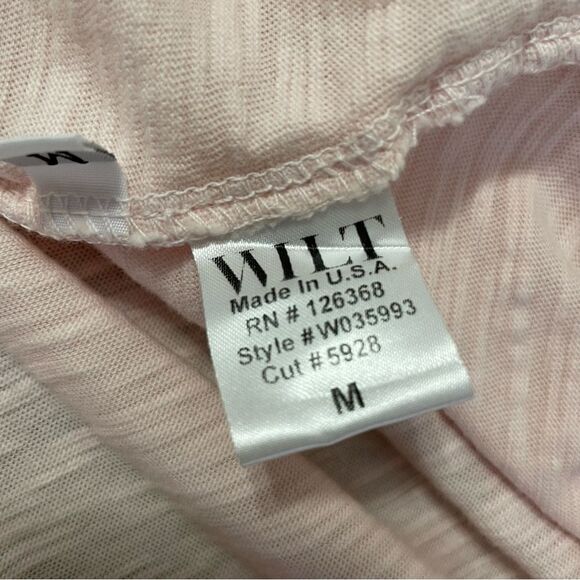 M
WILT
Made In U.S.A.
RN # 126368
Style #W035993
Cut #5928
M